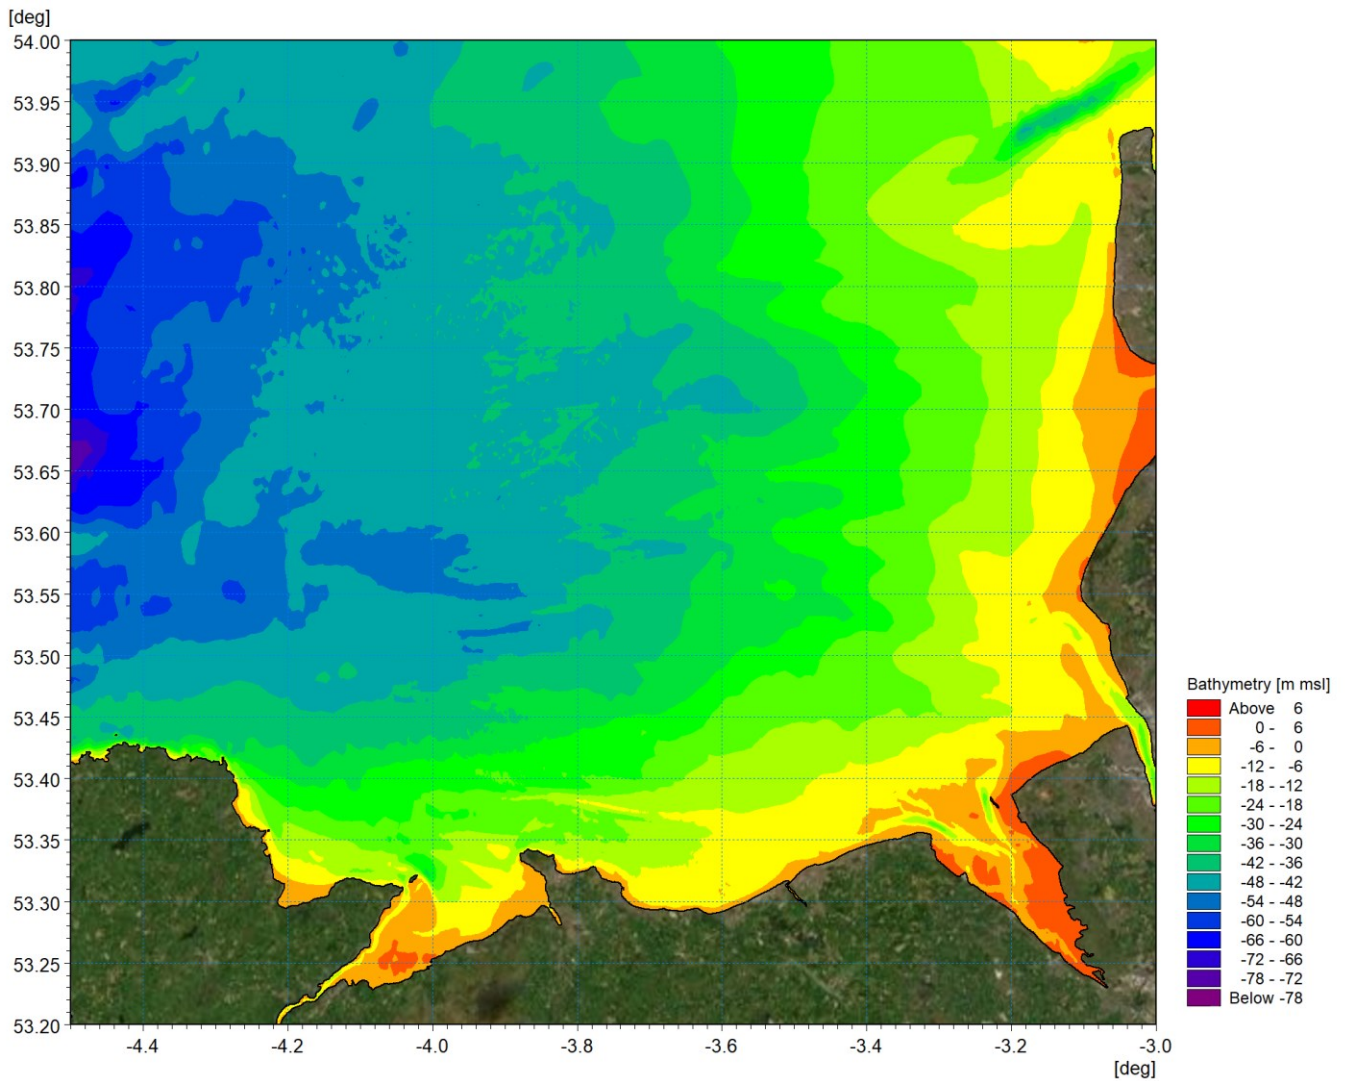 [deg]
54.00
53.95
53.90
53.85
53.80
53.75
53.70
53.65
53.60
53.55
53.50
53.45
53.40
53.35
53.30
53.25
53.20
-4.4 -4.2 -4.0 -3.8 -3.6 -3.4 -3.2 -3.0
[deg]
Bathymetry [m msl]
Above 6
0 - 6
-6 - 0
-12 - -6
-18 - -12
-24 - -18
-30 - -24
-36 - -30
-42 - -36
-48 - -42
-54 - -48
-60 - -54
-66 - -60
-72 - -66
-78 - -72
Below -78